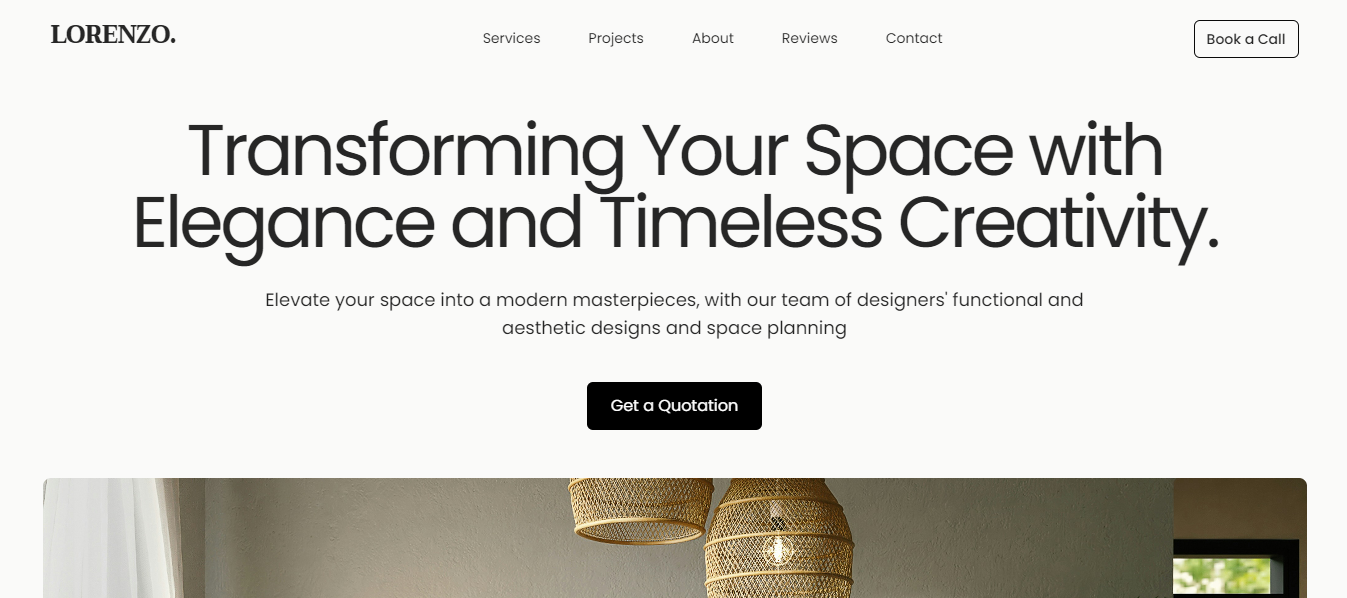 LORENZO.
Services
Projects
About
Reviews
Contact
Book a Call
Transforming Your Space with
Elegance and Timeless Creativity.
Elevate your space into a modern masterpieces, with our team of designers' functional and
aesthetic designs and space planning
Get a Quotation